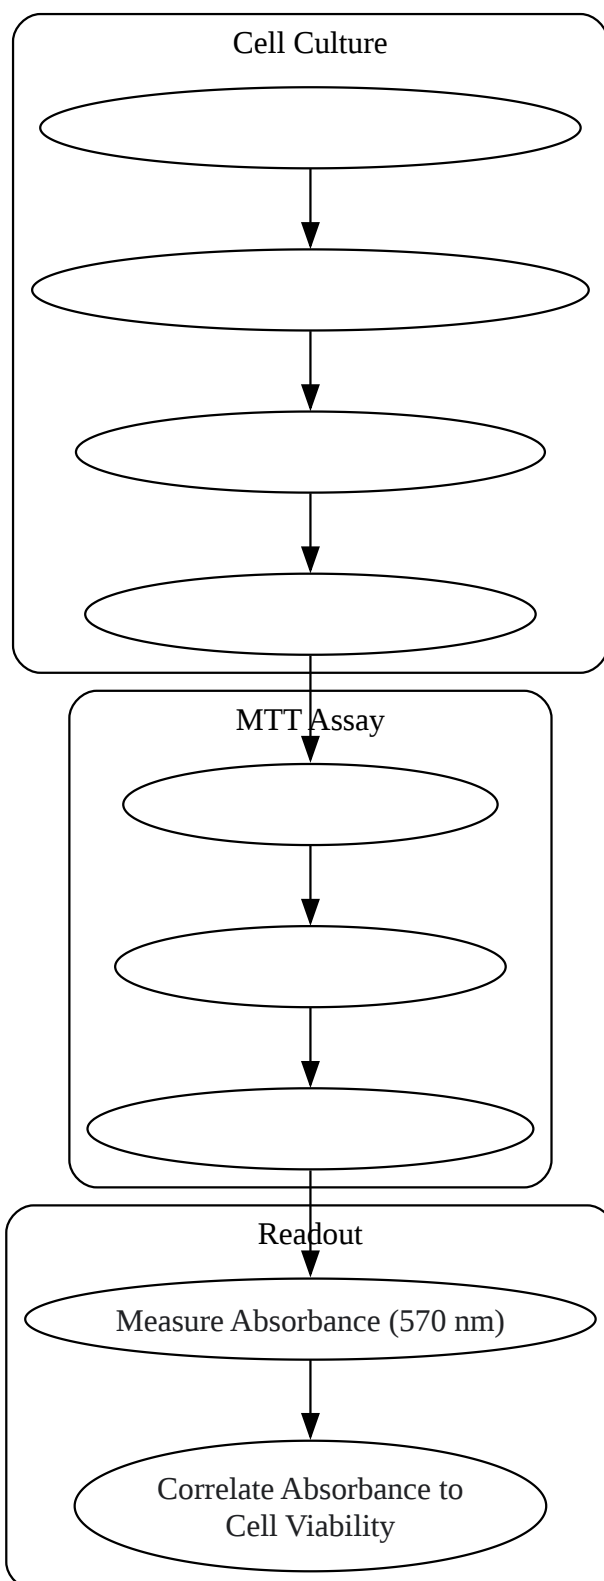 Cell Culture
MTT Assay
Readout
Measure Absorbance (570 nm)
Correlate Absorbance to
Cell Viability